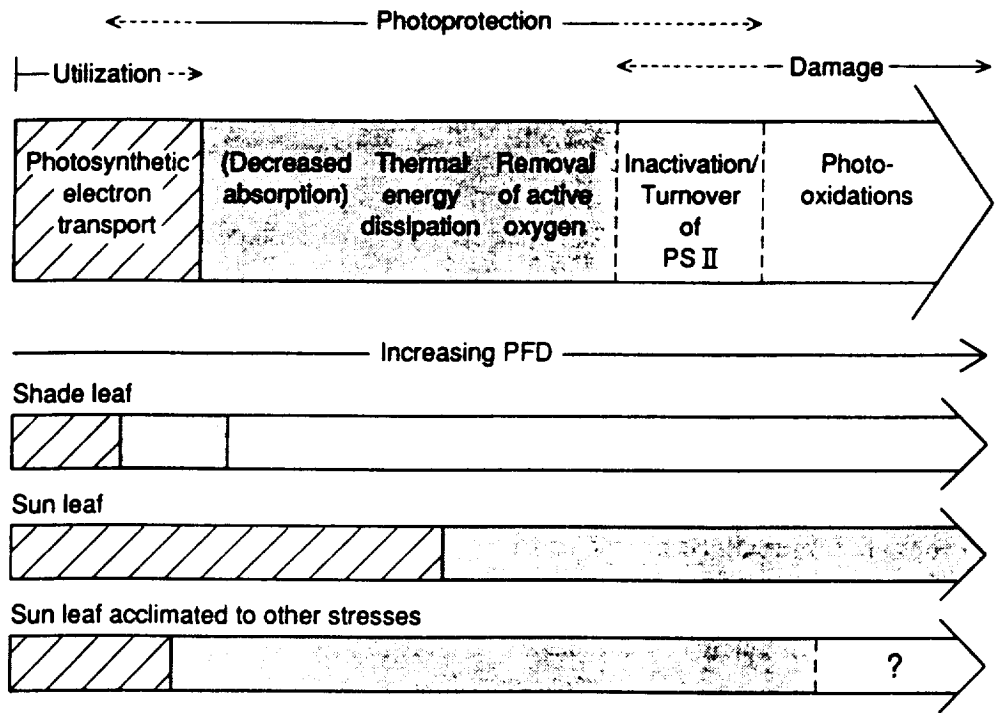 Photoprotection
Utilization
Damage
Photosynthetic
electron
transport
(Decreased
absorption)
Thermal
energy
dissipation
Removal
of active
oxygen
Inactivation/
Turnover
of
PS II
Photo-
oxidations
Increasing PFD
Shade leaf
Sun leaf
Sun leaf acclimated to other stresses
?